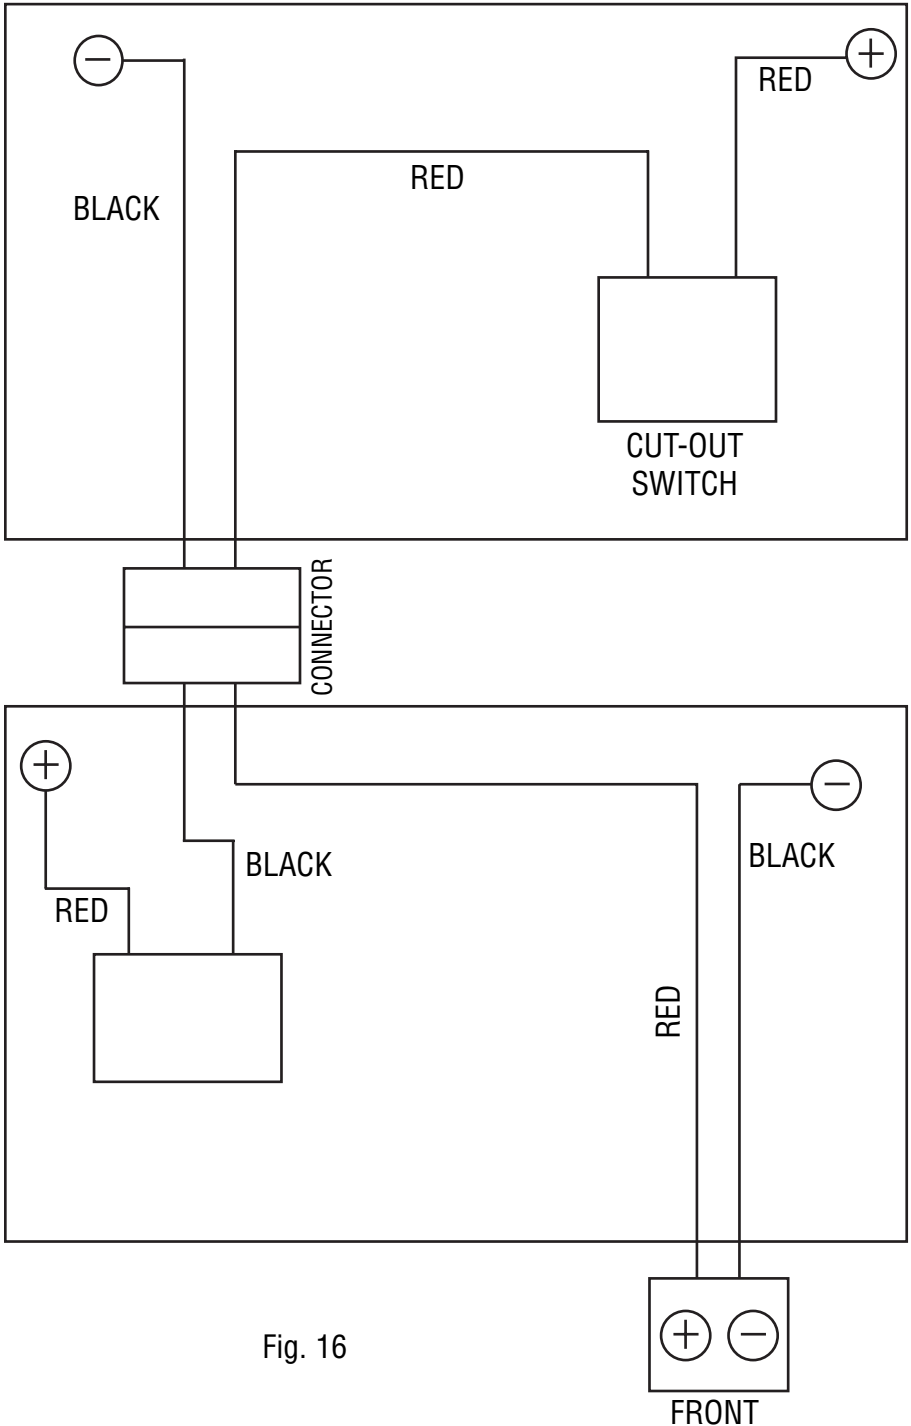 −
+
RED
RED
BLACK
CUT-OUT
SWITCH
CONNECTOR
+
−
BLACK
BLACK
RED
RED
+ −
Fig. 16
FRONT